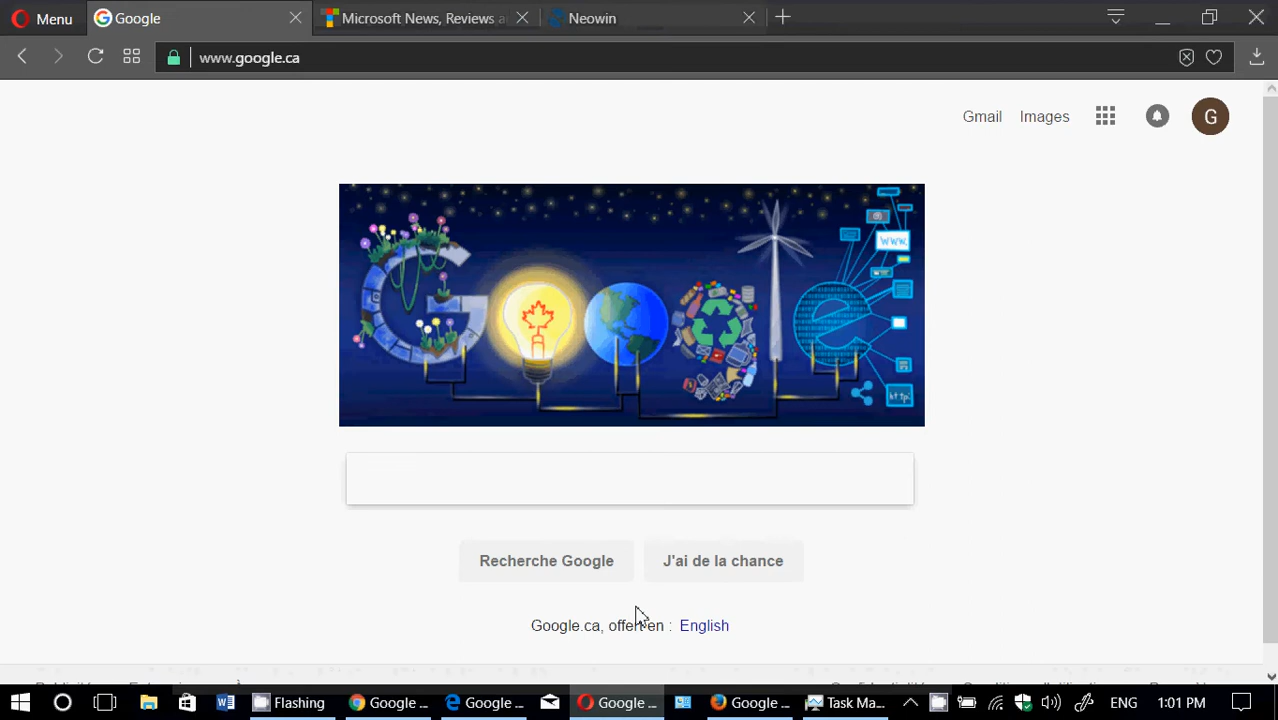 Menu Google Microsoft News, Reviews a Neowin
www.google.ca
Gmail Images G
www.
http:
Recherche Google J'ai de la chance
Google.ca, offert en : English
Flashing Google ... Google ... Google ... Google ... Task Ma... ENG 1:01 PM